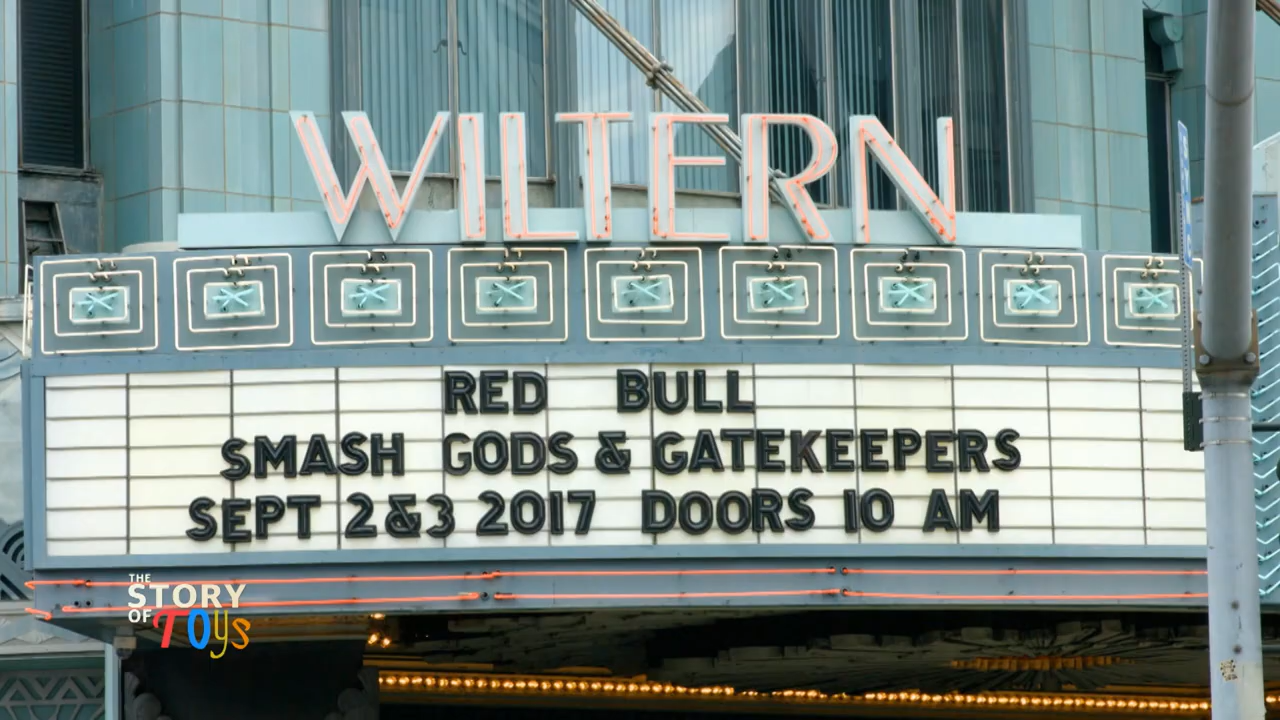 WILTERN
RED BULL
SMASH GODS & GATEKEEPERS
SEPT 2&3 2017 DOORS 10 AM
THE
STORY
OF TOYS